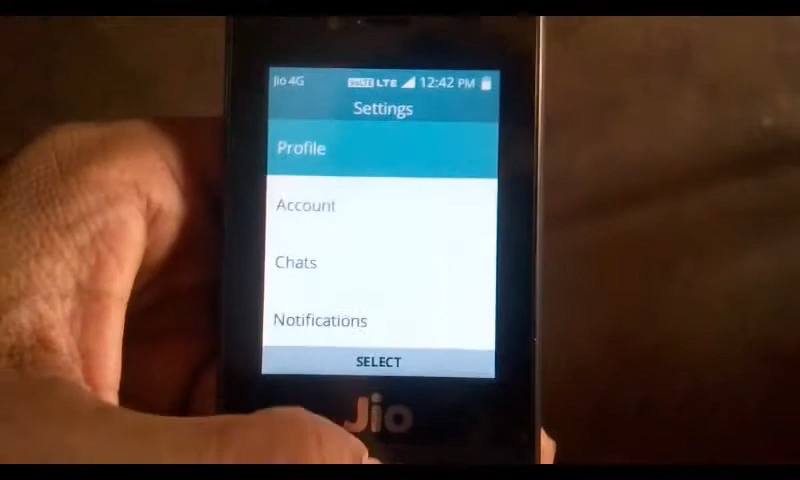 Jio 4G VoLTE LTE 12:42 PM
Settings
Profile
Account
Chats
Notifications
SELECT
Jio